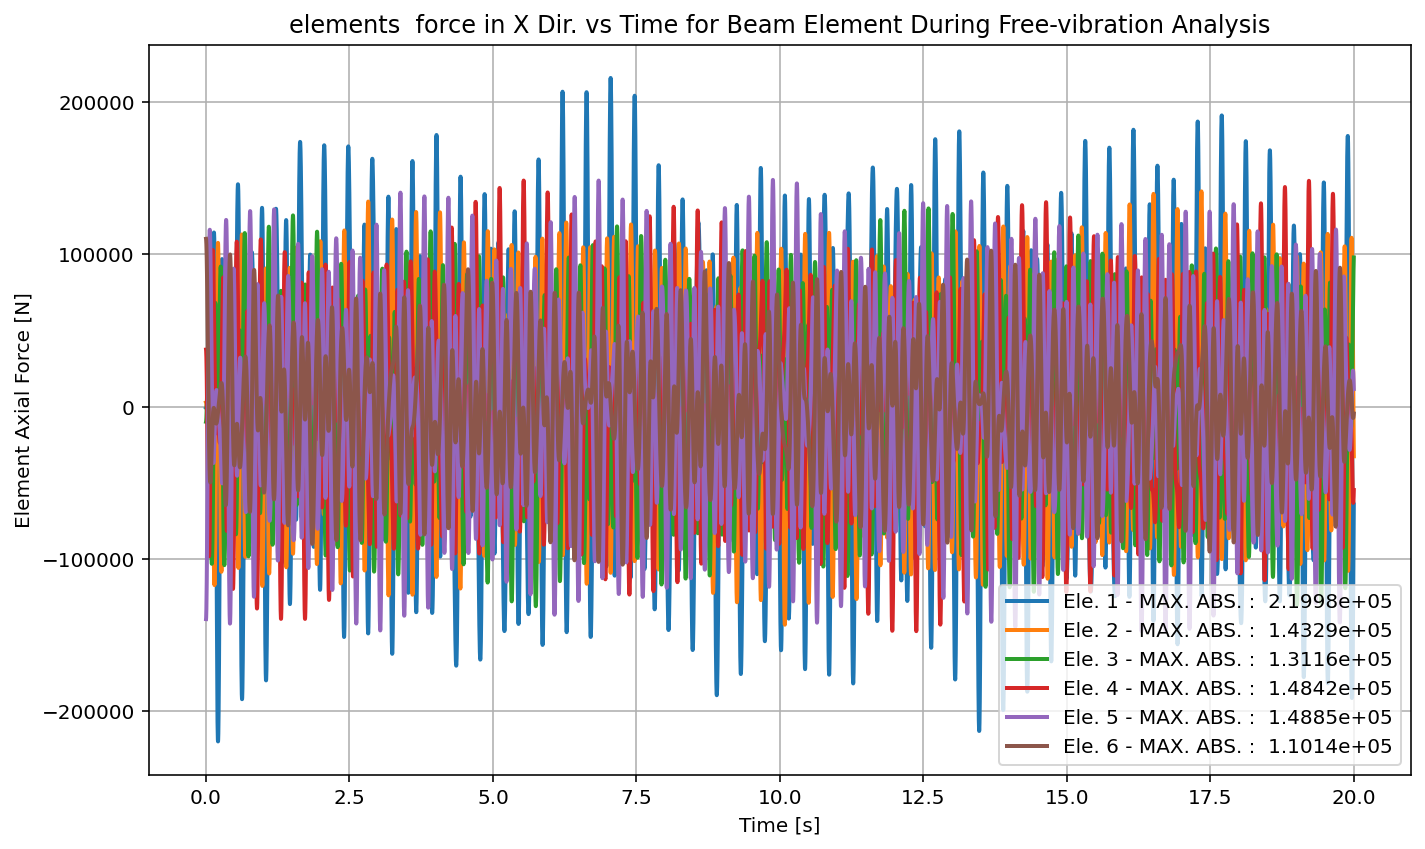 elements  force in X Dir. vs Time for Beam Element During Free-vibration Analysis
Element Axial Force [N]
200000
100000
0
−100000
−200000
Ele. 1 - MAX. ABS. :  2.1998e+05
Ele. 2 - MAX. ABS. :  1.4329e+05
Ele. 3 - MAX. ABS. :  1.3116e+05
Ele. 4 - MAX. ABS. :  1.4842e+05
Ele. 5 - MAX. ABS. :  1.4885e+05
Ele. 6 - MAX. ABS. :  1.1014e+05
0.0 2.5 5.0 7.5 10.0 12.5 15.0 17.5 20.0
Time [s]